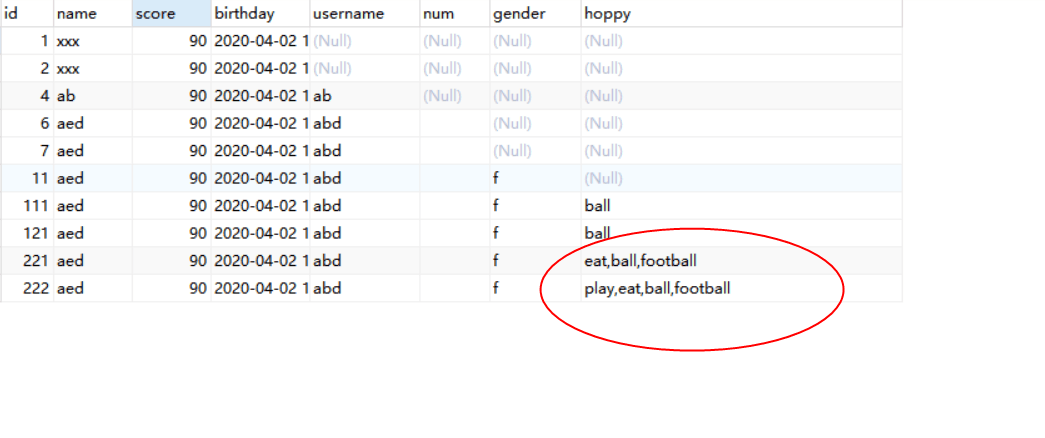 id name score birthday username num gender hoppy
1 xxx 90 2020-04-02 1 (Null) (Null) (Null) (Null)
2 xxx 90 2020-04-02 1 (Null) (Null) (Null) (Null)
4 ab 90 2020-04-02 1 ab (Null) (Null) (Null)
6 aed 90 2020-04-02 1 abd (Null) (Null)
7 aed 90 2020-04-02 1 abd (Null) (Null)
11 aed 90 2020-04-02 1 abd f (Null)
111 aed 90 2020-04-02 1 abd f ball
121 aed 90 2020-04-02 1 abd f ball
221 aed 90 2020-04-02 1 abd f eat,ball,football
222 aed 90 2020-04-02 1 abd f play,eat,ball,football